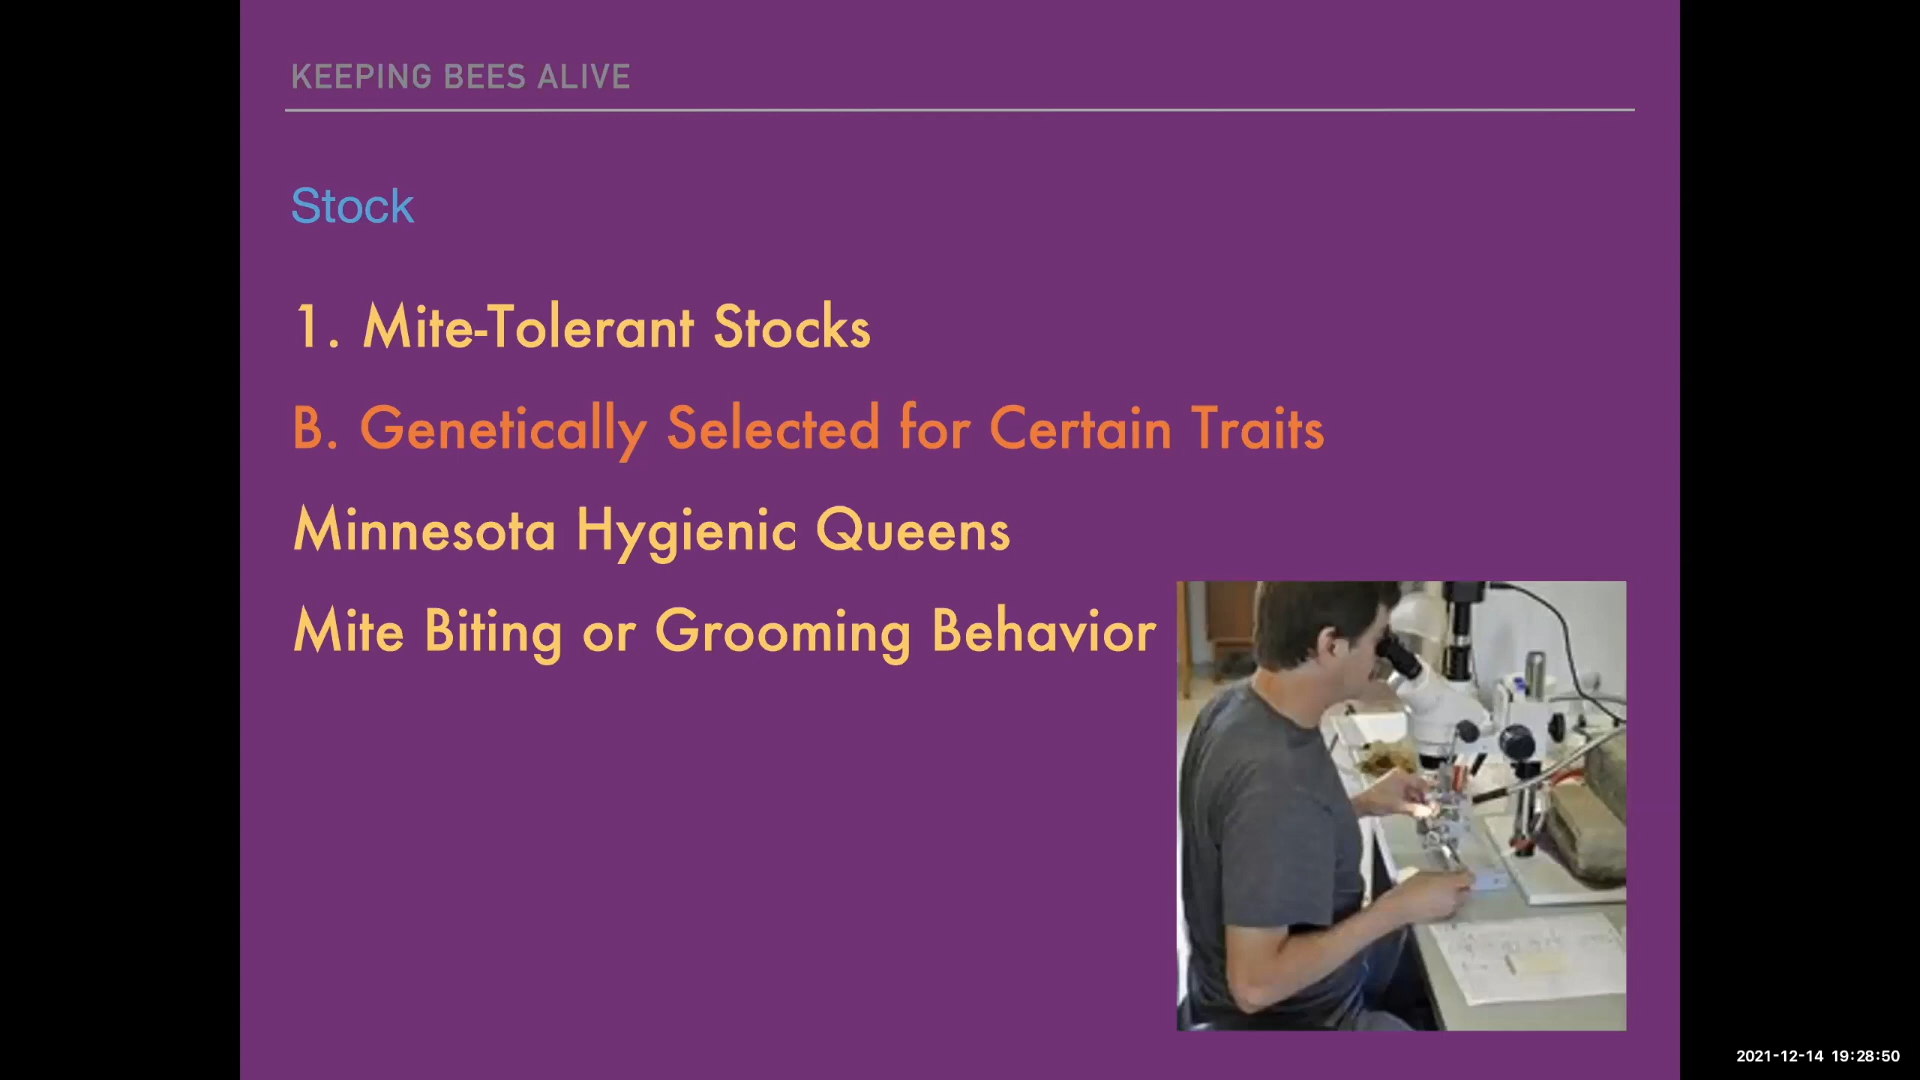 KEEPING BEES ALIVE
Stock
1. Mite-Tolerant Stocks
B. Genetically Selected for Certain Traits
Minnesota Hygienic Queens
Mite Biting or Grooming Behavior
2021-12-14 19:28:50